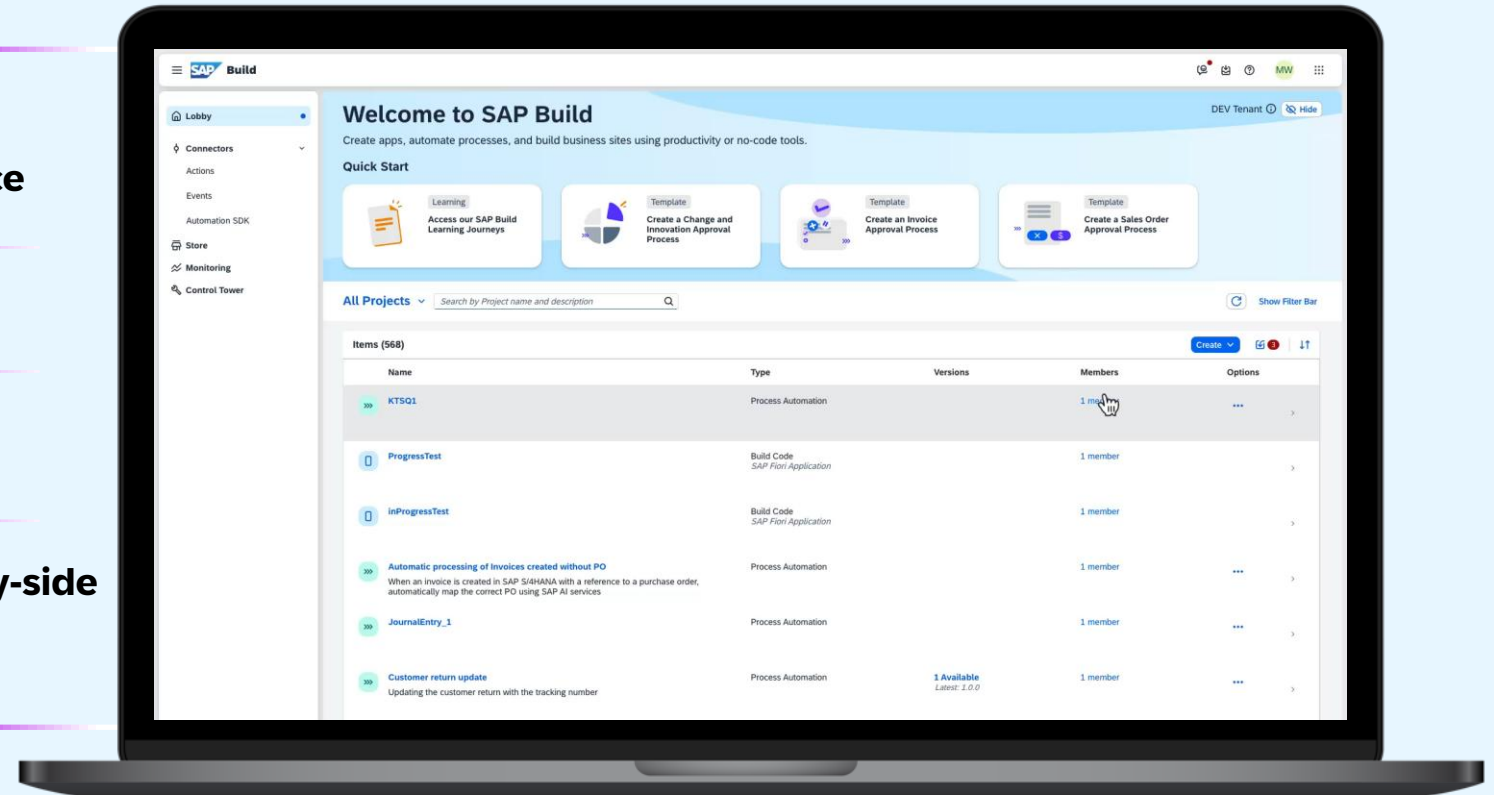 ce
y-side
SAP Build
MW
Lobby
Connectors
Actions
Events
Automation SDK
Store
Monitoring
Control Tower
Welcome to SAP Build
DEV Tenant
Hide
Create apps, automate processes, and build business sites using productivity or no-code tools.
Quick Start
Learning
Access our SAP Build
Learning Journeys
Template
Create a Change and
Innovation Approval
Process
Template
Create an Invoice
Approval Process
Template
Create a Sales Order
Approval Process
All Projects
Search by Project name and description
Show Filter Bar
Items (568)
Create
3
Name Type Versions Members Options
KTSQ1 Process Automation 1
ProgressTest Build Code 1 member
SAP Fiori Application
inProgressTest Build Code 1 member
SAP Fiori Application
Automatic processing of Invoices created without PO Process Automation 1 member
When an invoice is created in SAP S/4HANA with a reference to a purchase order,
automatically map the correct PO using SAP AI services
JournalEntry_1 Process Automation 1 member
Customer return update Process Automation 1 Available 1 member
Updating the customer return with the tracking number Latest: 1.0.0